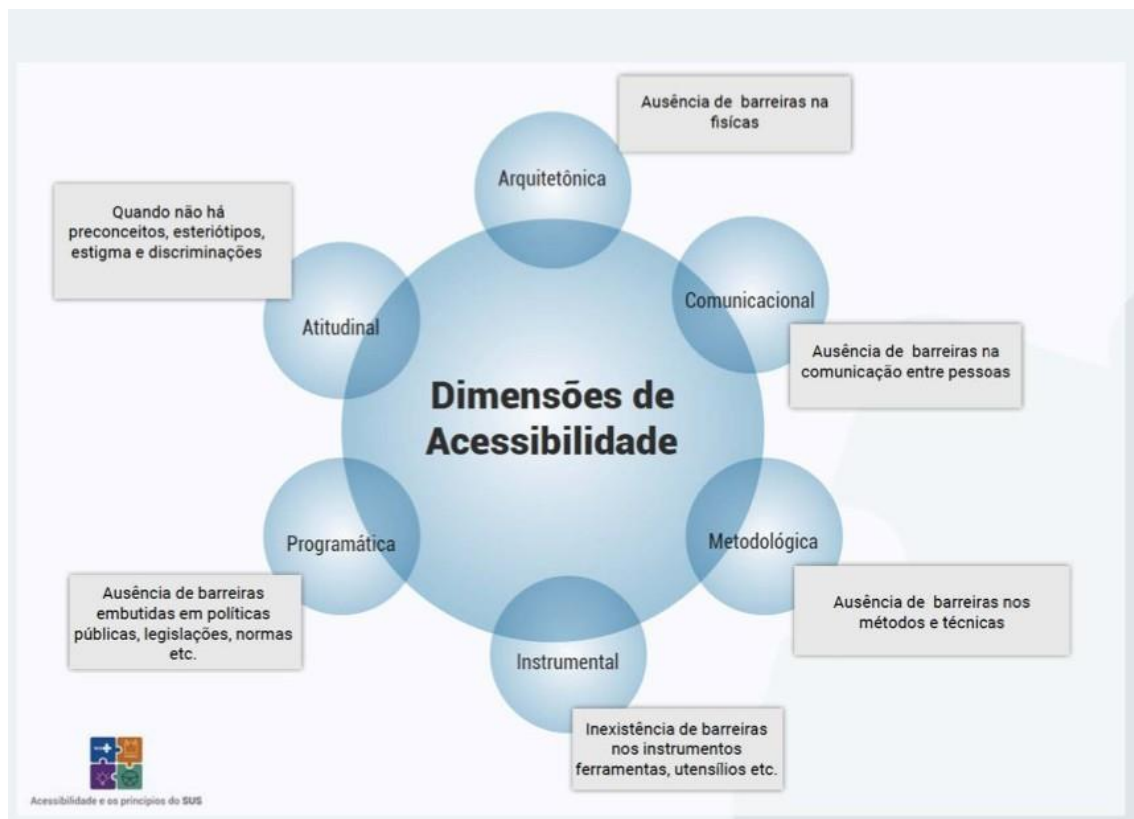 Ausência de barreiras na
fisícas
Arquitetônica
Quando não há
preconceitos, esteriótipos,
estigma e discriminações
Comunicacional
Atitudinal
Ausência de barreiras na
comunicação entre pessoas
Dimensões de
Acessibilidade
Programática
Metodológica
Ausência de barreiras
embutidas em políticas
públicas, legislações, normas
etc.
Ausência de barreiras nos
métodos e técnicas
Instrumental
Inexistência de barreiras
nos instrumentos
ferramentas, utensílios etc.
Acessibilidade e os princípios do SUS